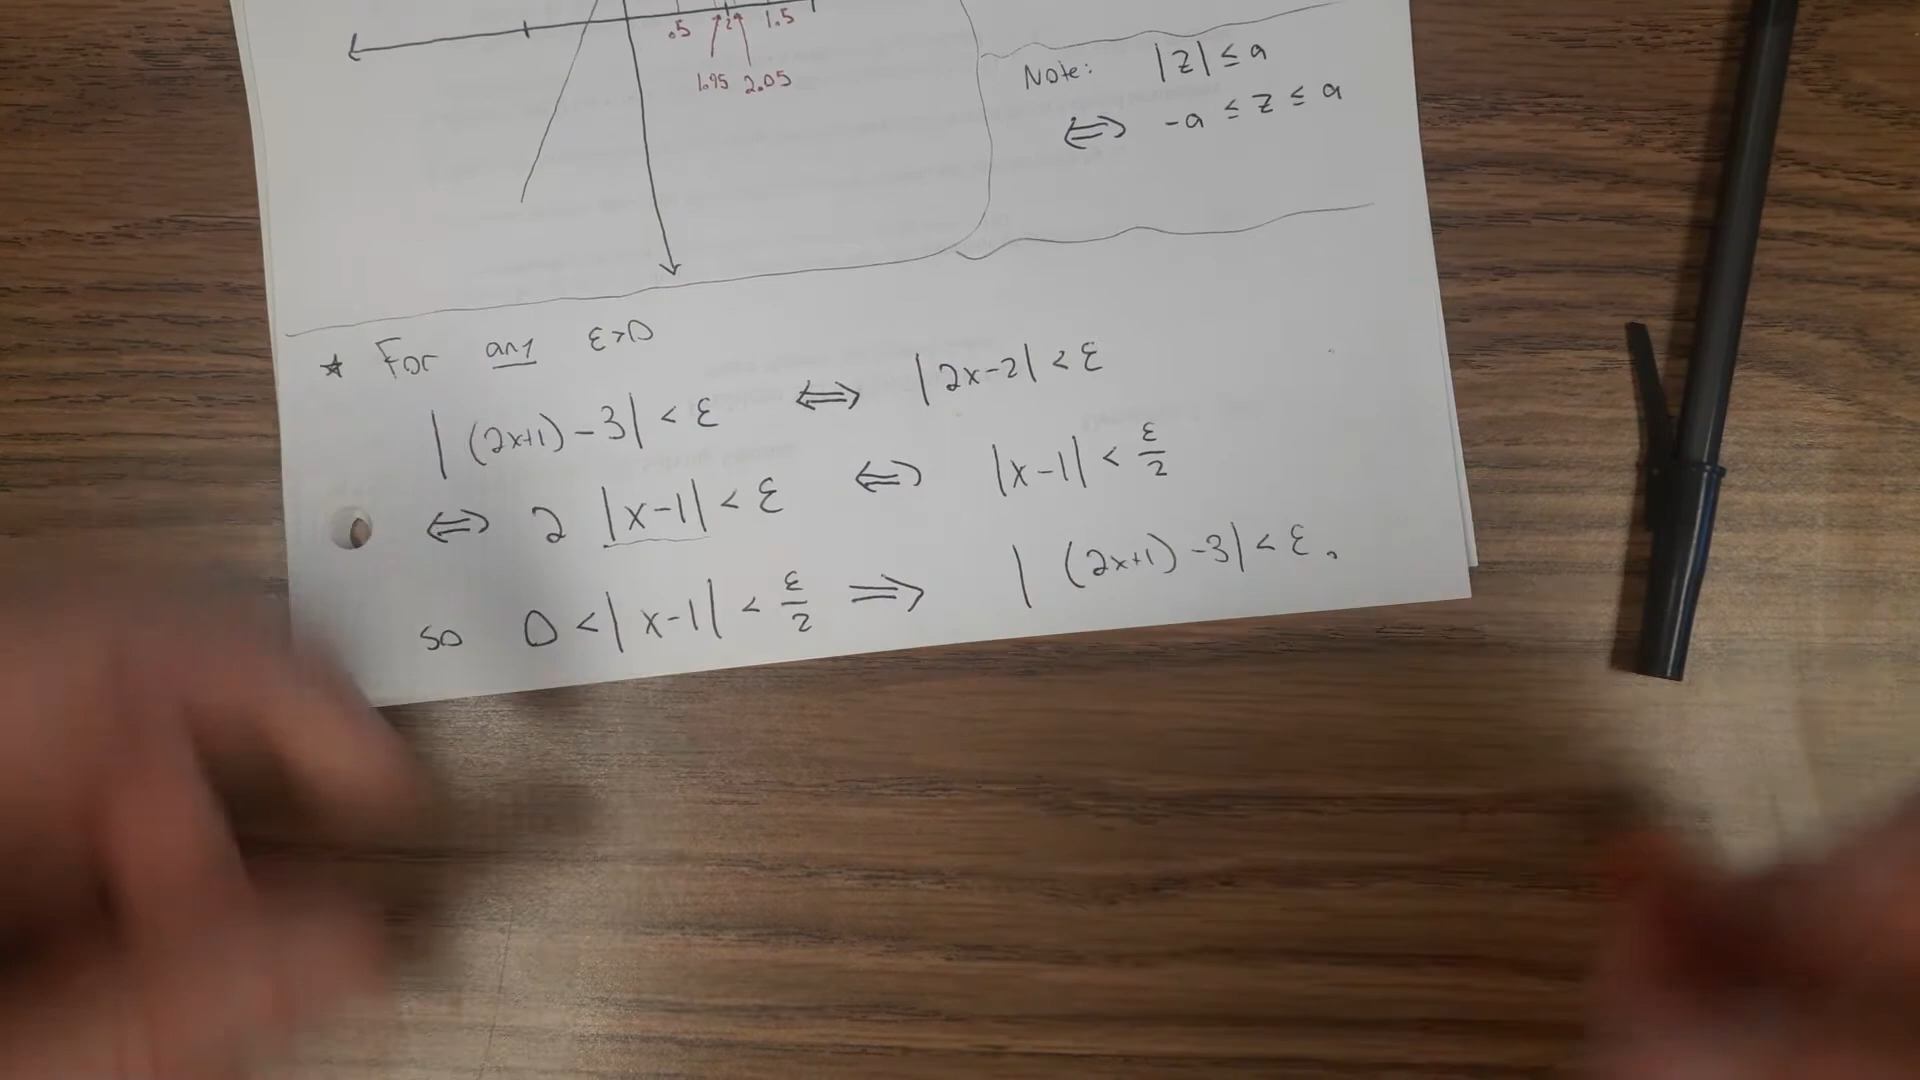 .5 2 1.5
1.95 2.05
Note: |z| ≤ a
⟺ -a ≤ z ≤ a
★ For any ε>0
|(2x+1)-3| < ε ⟺ |2x-2| < ε
⟺ 2 |x-1| < ε ⟺ |x-1| < ε/2
so 0 < |x-1| < ε/2 ⟹ |(2x+1)-3| < ε.